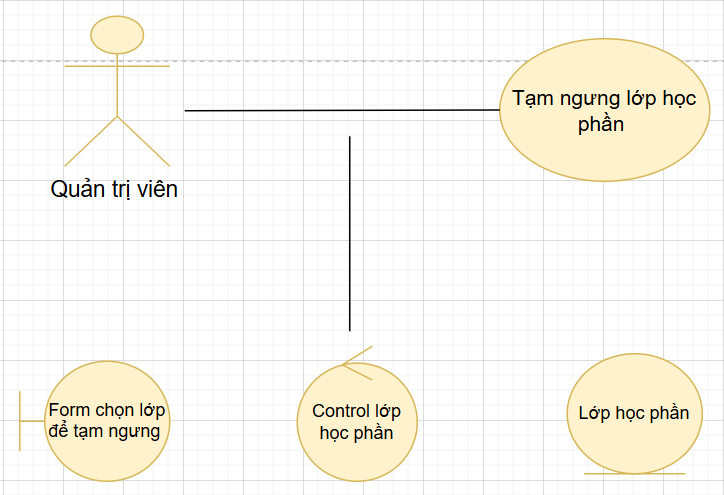 Tạm ngưng lớp học
phần
Quản trị viên
Form chọn lớp
để tạm ngưng
Control lớp
học phần
Lớp học phần